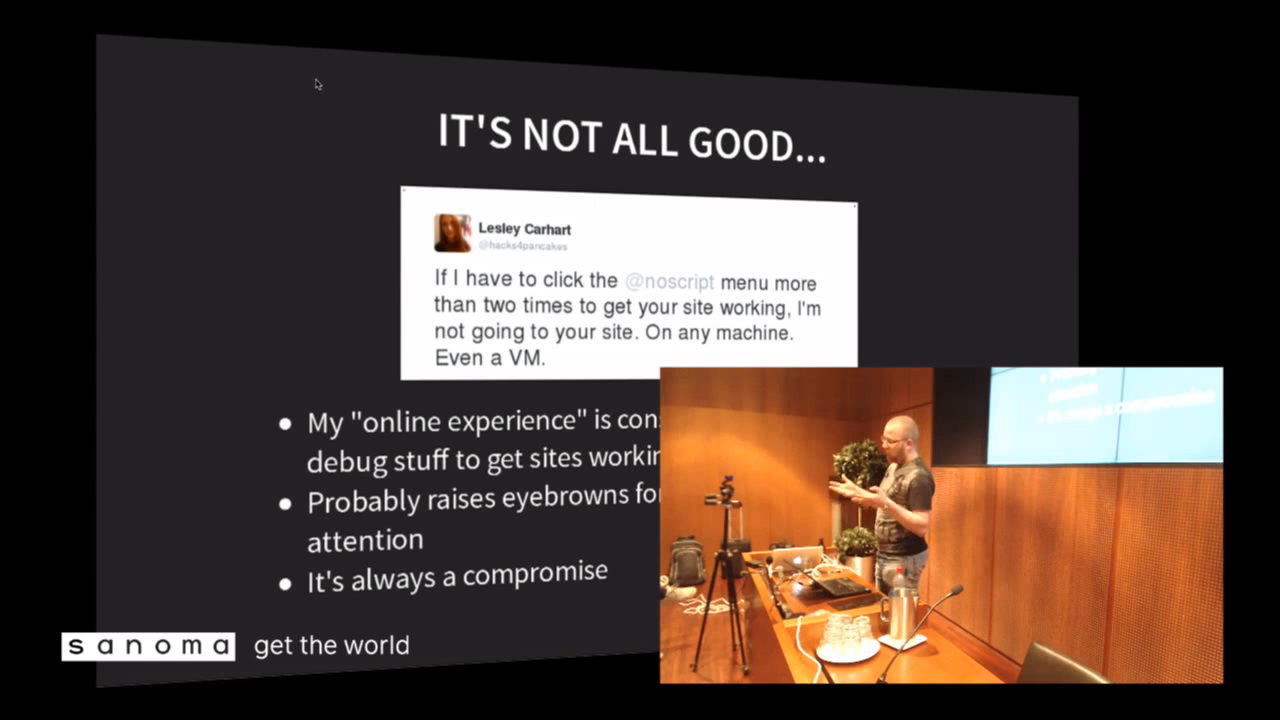 IT'S NOT ALL GOOD...
Lesley Carhart
@hacks4pancakes
If I have to click the @noscript menu more
than two times to get your site working, I'm
not going to your site. On any machine.
Even a VM.
• My "online experience" is con
debug stuff to get sites workin
• Probably raises eyebrowns for
attention
• It's always a compromise
sanoma get the world